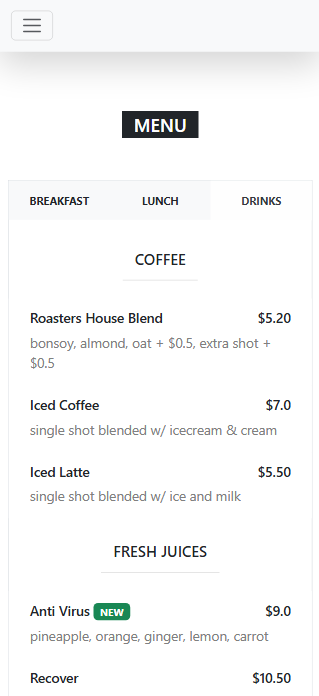 MENU
BREAKFAST LUNCH DRINKS
COFFEE
Roasters House Blend $5.20
bonsoy, almond, oat + $0.5, extra shot +
$0.5
Iced Coffee $7.0
single shot blended w/ icecream & cream
Iced Latte $5.50
single shot blended w/ ice and milk
FRESH JUICES
Anti Virus NEW $9.0
pineapple, orange, ginger, lemon, carrot
Recover $10.50